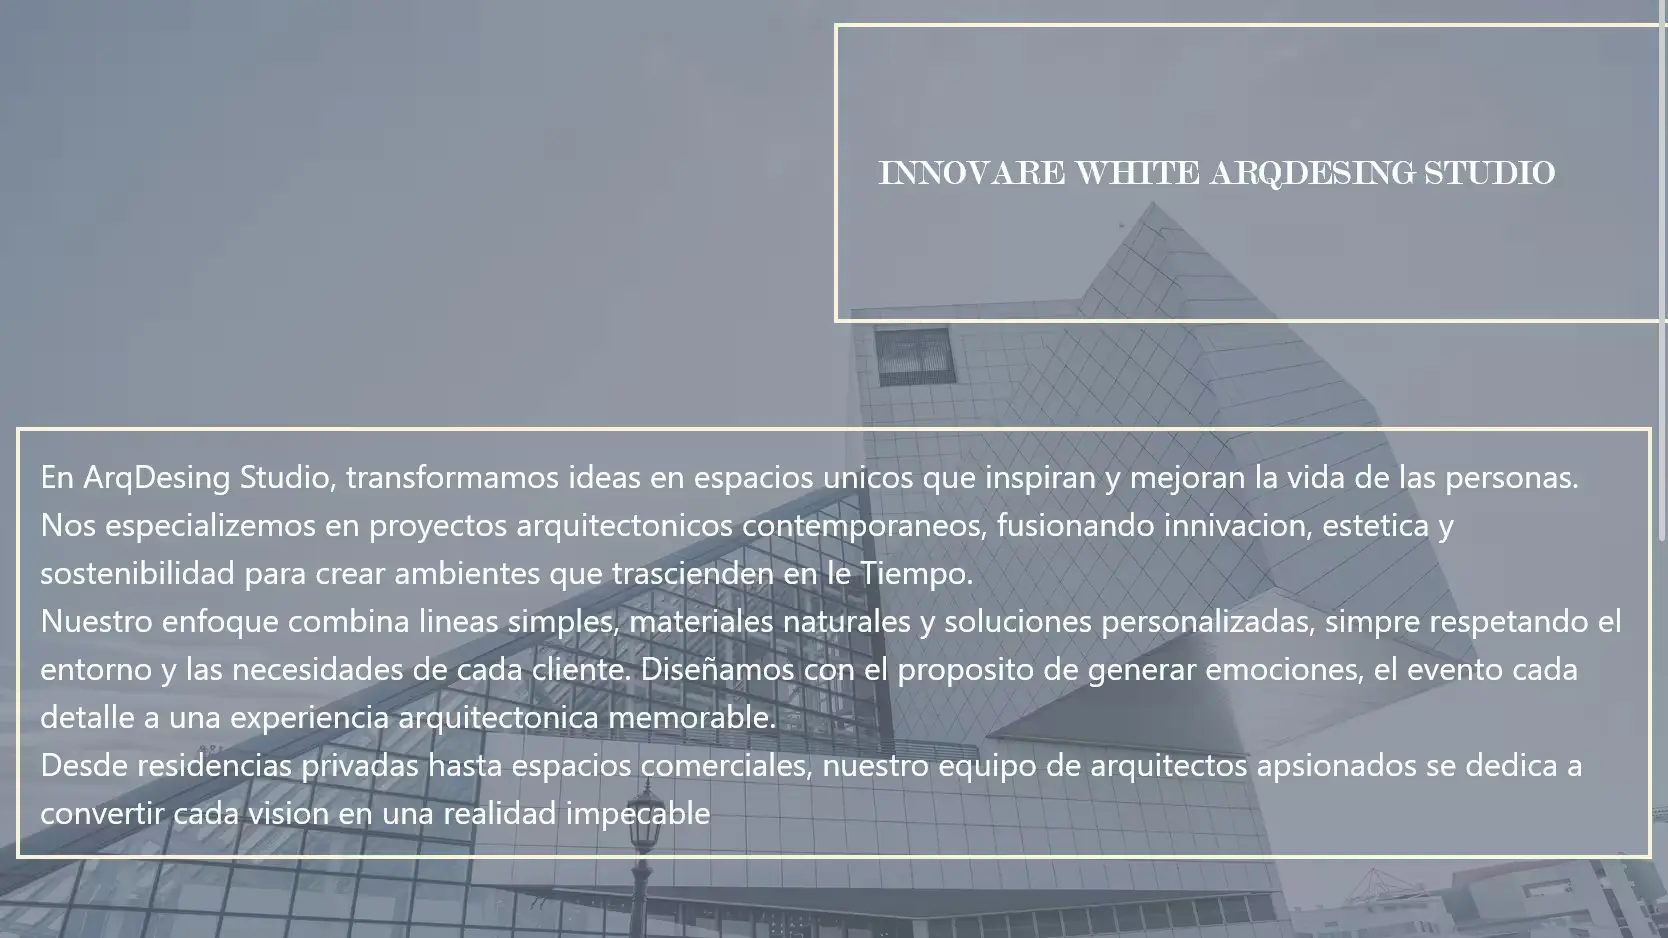 INNOVARE WHITE ARQDESING STUDIO
En ArqDesing Studio, transformamos ideas en espacios unicos que inspiran y mejoran la vida de las personas.
Nos especializemos en proyectos arquitectonicos contemporaneos, fusionando innivacion, estetica y
sostenibilidad para crear ambientes que trascienden en le Tiempo.
Nuestro enfoque combina lineas simples, materiales naturales y soluciones personalizadas, simpre respetando el
entorno y las necesidades de cada cliente. Diseñamos con el proposito de generar emociones, el evento cada
detalle a una experiencia arquitectonica memorable.
Desde residencias privadas hasta espacios comerciales, nuestro equipo de arquitectos apsionados se dedica a
convertir cada vision en una realidad impecable